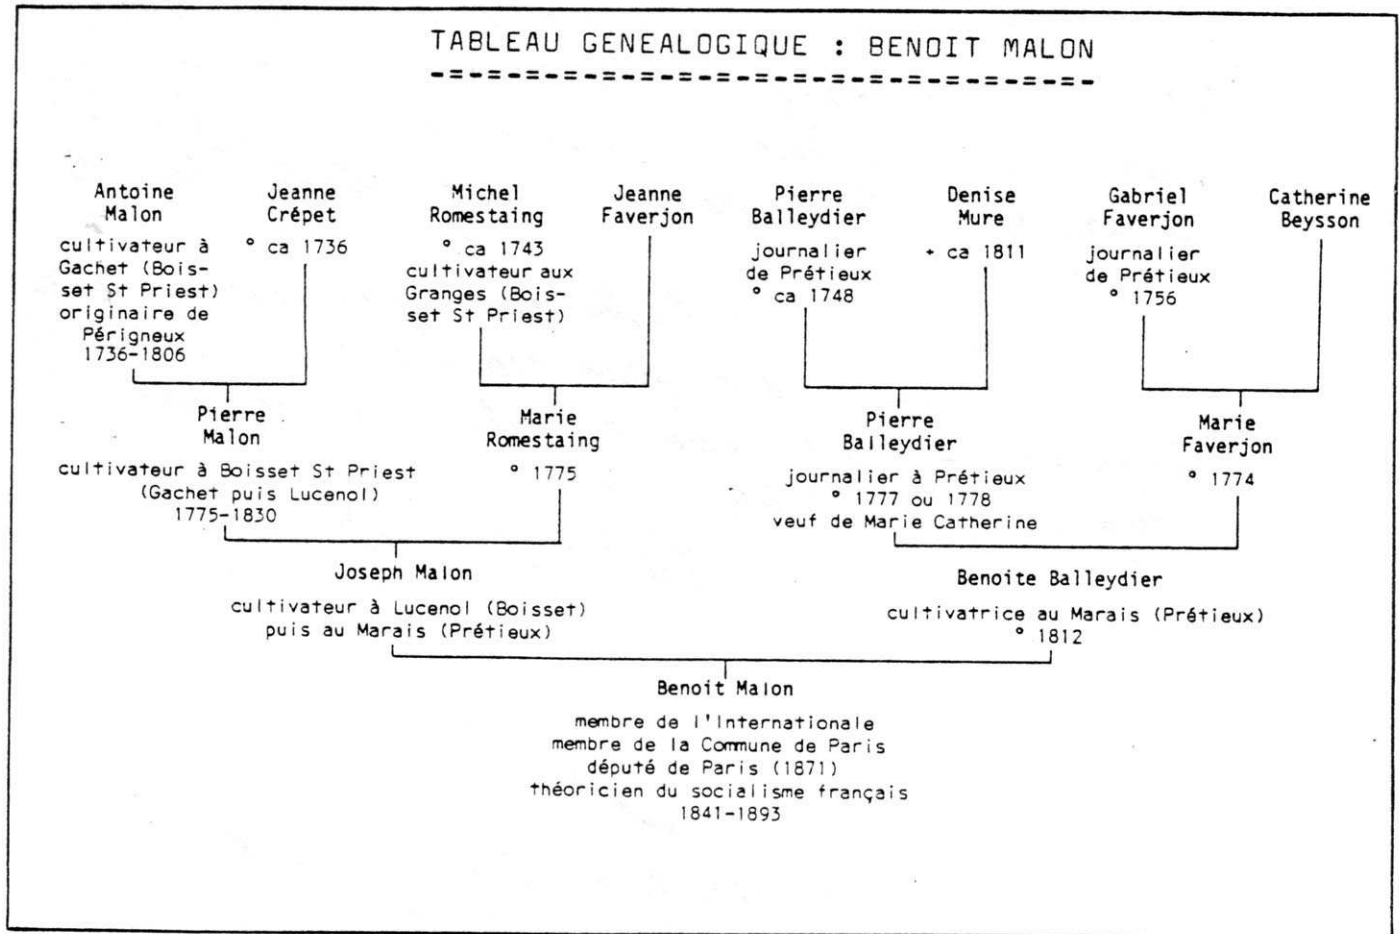 TABLEAU GENEALOGIQUE : BENOIT MALON
-=-=-=-=-=-=-=-=-=-=-=-=-=-=-=-=-=-
Antoine
Malon
cultivateur à
Gachet (Bois-
set St Priest)
originaire de
Périgneux
1736-1806
Jeanne
Crépet
° ca 1736
Michel
Romestaing
° ca 1743
cultivateur aux
Granges (Bois-
set St Priest)
Jeanne
Faverjon
Pierre
Balleydier
journalier
de Prétieux
° ca 1748
Denise
Mure
+ ca 1811
Gabriel
Faverjon
journalier
de Prétieux
° 1756
Catherine
Beysson
Pierre
Malon
cultivateur à Boisset St Priest
(Gachet puis Lucenol)
1775-1830
Marie
Romestaing
° 1775
Pierre
Balleydier
journalier à Prétieux
° 1777 ou 1778
veuf de Marie Catherine
Marie
Faverjon
° 1774
Joseph Malon
cultivateur à Lucenol (Boisset)
puis au Marais (Prétieux)
Benoite Balleydier
cultivatrice au Marais (Prétieux)
° 1812
Benoit Malon
membre de l'Internationale
membre de la Commune de Paris
député de Paris (1871)
théoricien du socialisme français
1841-1893